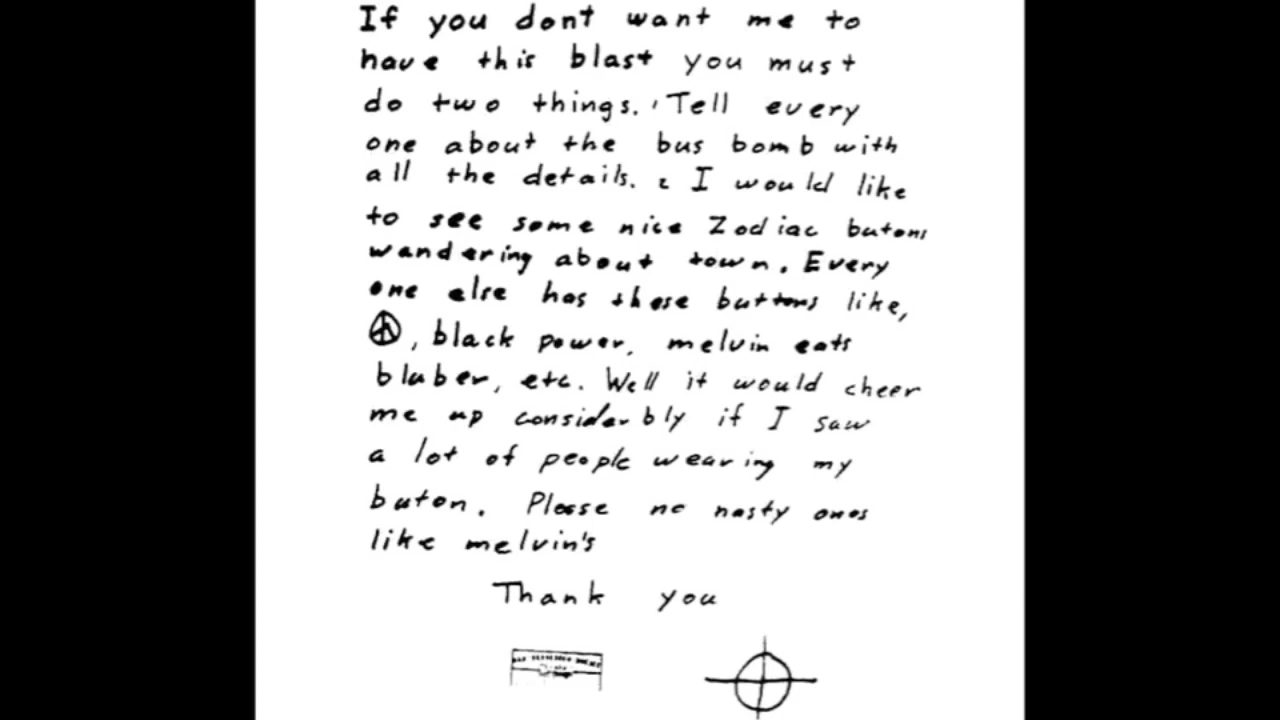 If you dont want me to
have this blast you must
do two things. 1 Tell every
one about the bus bomb with
all the details. 2 I would like
to see some nice Zodiac butons
wandering about town. Every
one else has these buttons like,
☮, black power, melvin eats
bluber, etc. Well it would cheer
me up considerbly if I saw
a lot of people wearing my
buton. Please no nasty ones
like melvin's
Thank you